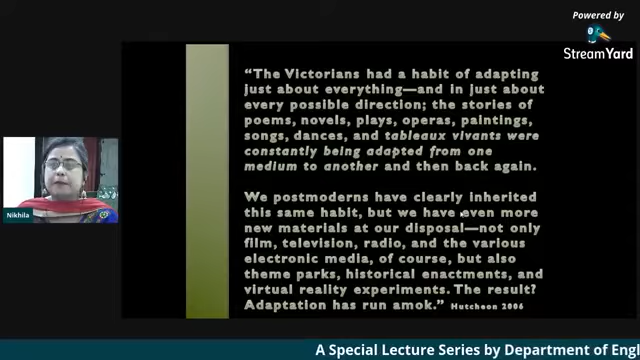 Powered by
StreamYard
"The Victorians had a habit of adapting
just about everything—and in just about
every possible direction; the stories of
poems, novels, plays, operas, paintings,
songs, dances, and tableaux vivants were
constantly being adapted from one
medium to another and then back again.
We postmoderns have clearly inherited
this same habit, but we have even more
new materials at our disposal—not only
film, television, radio, and the various
electronic media, of course, but also
theme parks, historical enactments, and
virtual reality experiments. The result?
Adaptation has run amok." Hutcheon 2006
Nikhila
A Special Lecture Series by Department of Engl